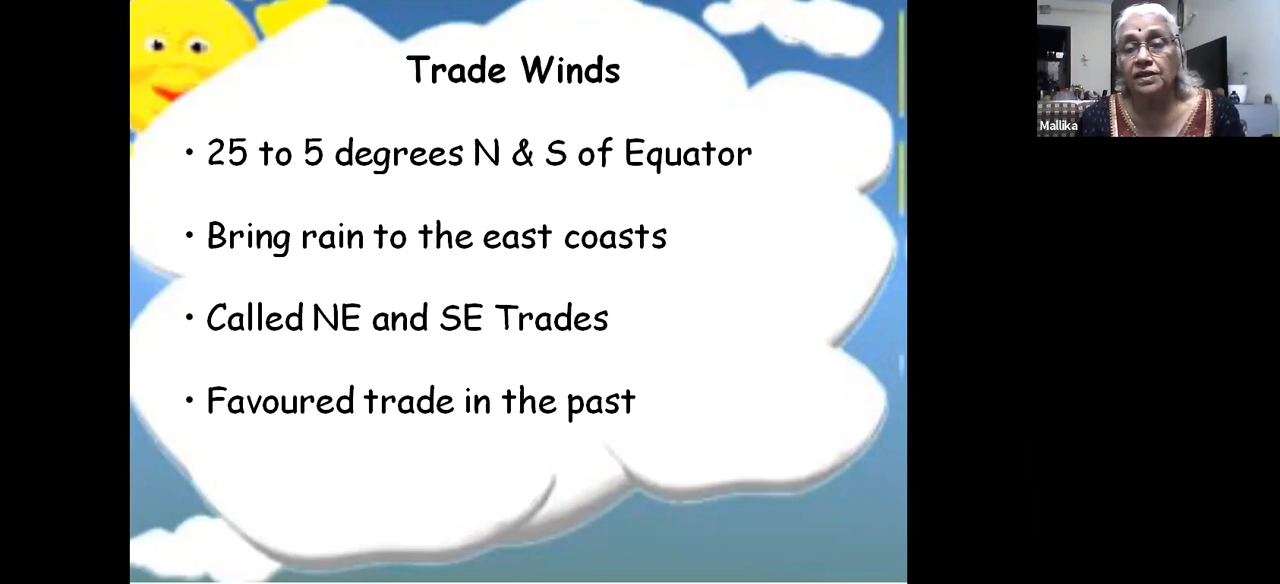 Trade Winds
• 25 to 5 degrees N & S of Equator
• Bring rain to the east coasts
• Called NE and SE Trades
• Favoured trade in the past
Mallika